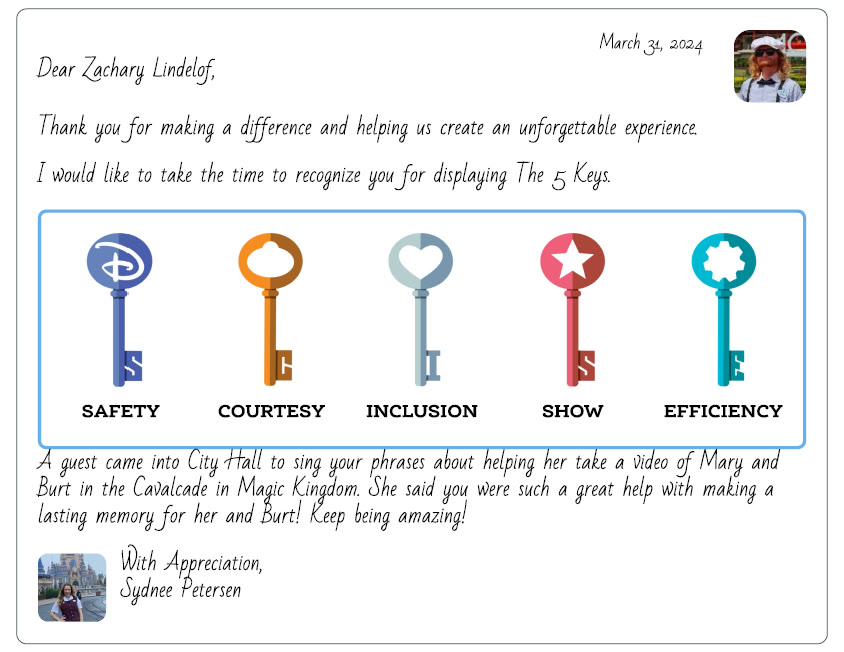 March 31, 2024
Dear Zachary Lindelof,
Thank you for making a difference and helping us create an unforgettable experience.
I would like to take the time to recognize you for displaying The 5 Keys.
D
S C I S E
SAFETY COURTESY INCLUSION SHOW EFFICIENCY
A guest came into City Hall to sing your phrases about helping her take a video of Mary and
Burt in the Cavalcade in Magic Kingdom. She said you were such a great help with making a
lasting memory for her and Burt! Keep being amazing!
With Appreciation,
Sydnee Petersen